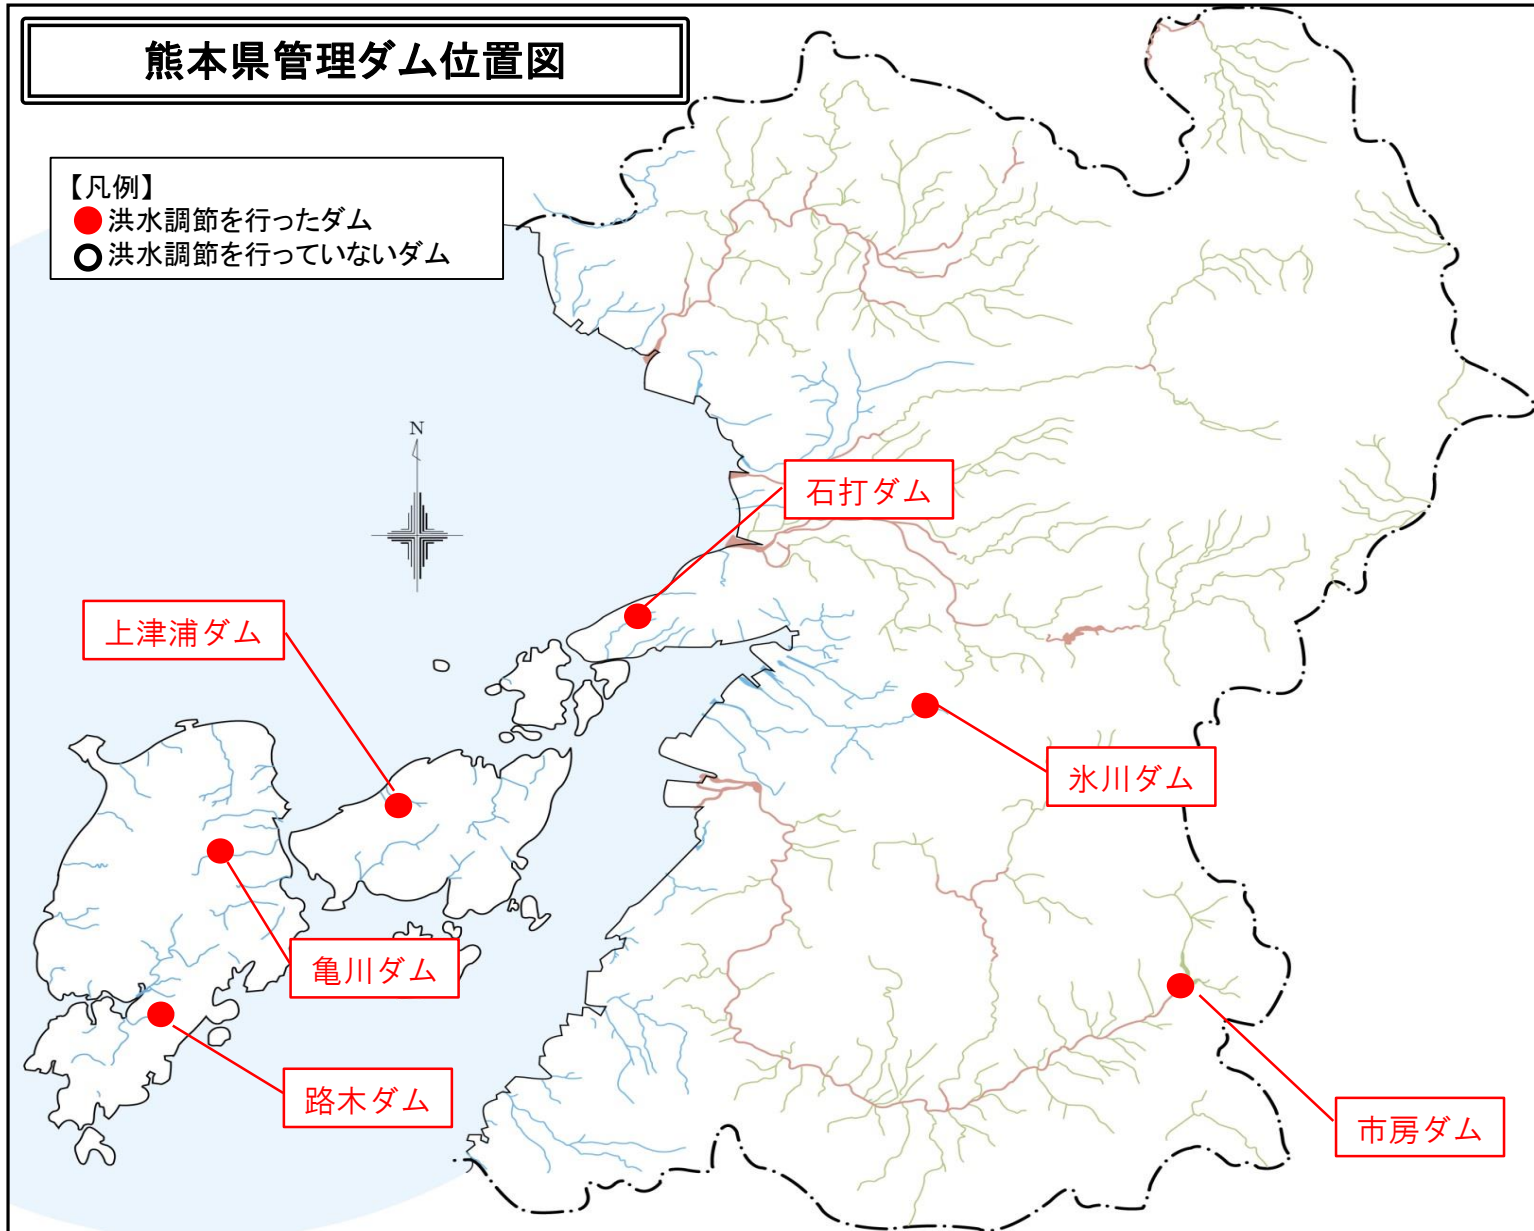 熊本県管理ダム位置図
【凡例】
洪水調節を行ったダム
洪水調節を行っていないダム
N
石打ダム
上津浦ダム
氷川ダム
亀川ダム
路木ダム
市房ダム